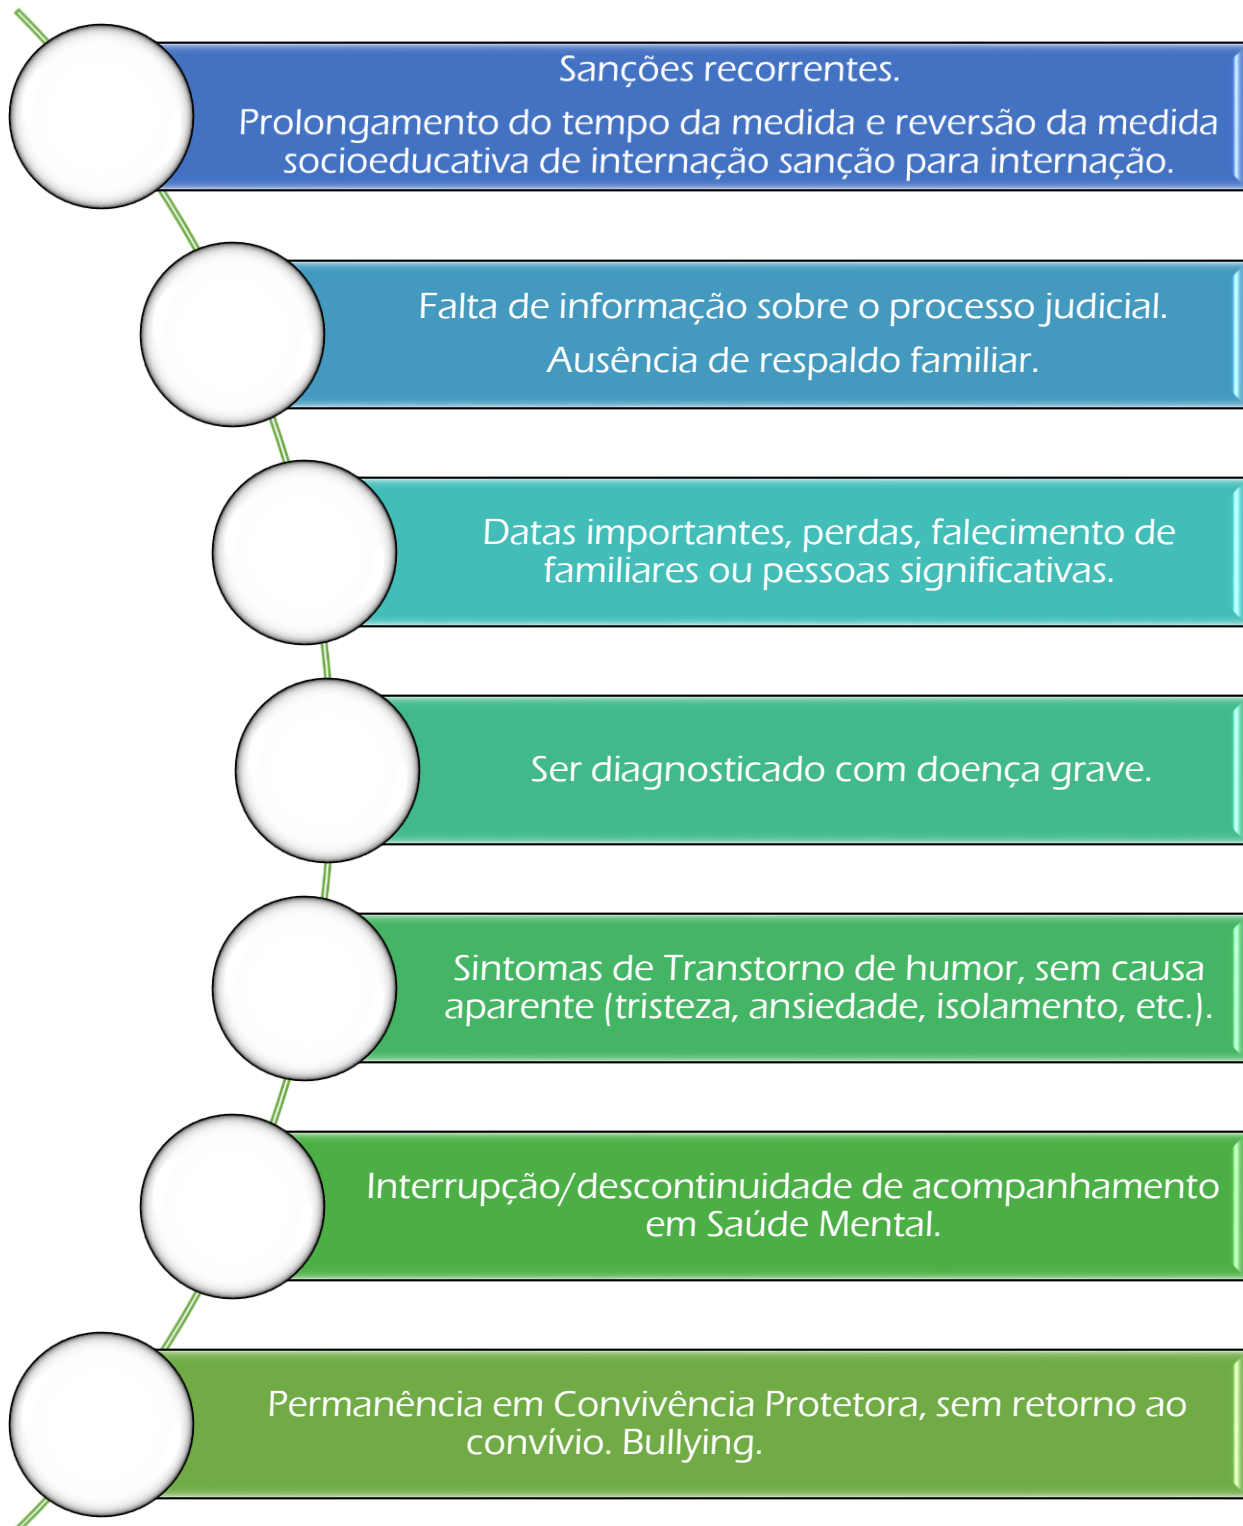 Sanções recorrentes.
Prolongamento do tempo da medida e reversão da medida
socioeducativa de internação sanção para internação.
Falta de informação sobre o processo judicial.
Ausência de respaldo familiar.
Datas importantes, perdas, falecimento de
familiares ou pessoas significativas.
Ser diagnosticado com doença grave.
Sintomas de Transtorno de humor, sem causa
aparente (tristeza, ansiedade, isolamento, etc.).
Interrupção/descontinuidade de acompanhamento
em Saúde Mental.
Permanência em Convivência Protetora, sem retorno ao
convívio. Bullying.